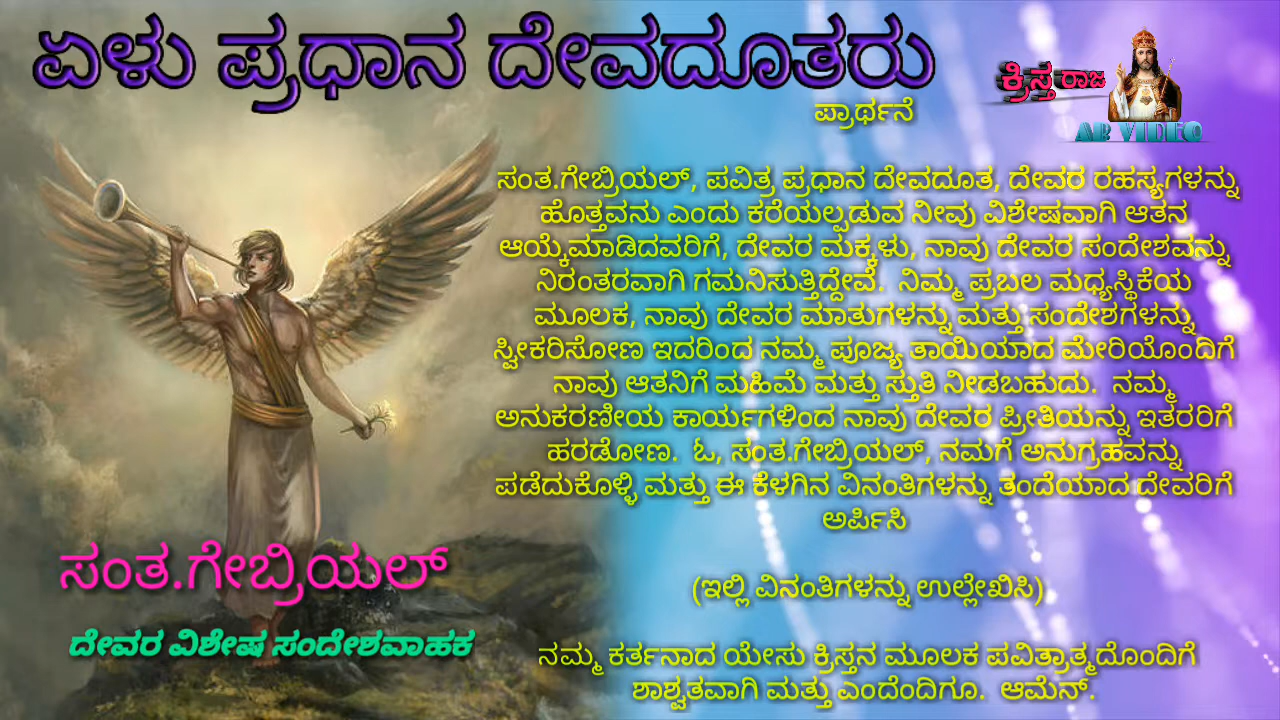 ಏಳು ಪ್ರಧಾನ ದೇವದೂತರು
ಕ್ರಿಸ್ತ ರಾಜ
AB VIDEO
ಪ್ರಾರ್ಥನೆ
ಸಂತ.ಗೇಬ್ರಿಯಲ್, ಪವಿತ್ರ ಪ್ರಧಾನ ದೇವದೂತ, ದೇವರ ರಹಸ್ಯಗಳನ್ನು
ಹೊತ್ತವನು ಎಂದು ಕರೆಯಲ್ಪಡುವ ನೀವು ವಿಶೇಷವಾಗಿ ಆತನ
ಆಯ್ಕೆಮಾಡಿದವರಿಗೆ, ದೇವರ ಮಕ್ಕಳು, ನಾವು ದೇವರ ಸಂದೇಶವನ್ನು
ನಿರಂತರವಾಗಿ ಗಮನಿಸುತ್ತಿದ್ದೇವೆ. ನಿಮ್ಮ ಪ್ರಬಲ ಮಧ್ಯಸ್ಥಿಕೆಯ
ಮೂಲಕ, ನಾವು ದೇವರ ಮಾತುಗಳನ್ನು ಮತ್ತು ಸಂದೇಶಗಳನ್ನು
ಸ್ವೀಕರಿಸೋಣ ಇದರಿಂದ ನಮ್ಮ ಪೂಜ್ಯ ತಾಯಿಯಾದ ಮೇರಿಯೊಂದಿಗೆ
ನಾವು ಆತನಿಗೆ ಮಹಿಮೆ ಮತ್ತು ಸ್ತುತಿ ನೀಡಬಹುದು. ನಮ್ಮ
ಅನುಕರಣೀಯ ಕಾರ್ಯಗಳಿಂದ ನಾವು ದೇವರ ಪ್ರೀತಿಯನ್ನು ಇತರರಿಗೆ
ಹರಡೋಣ. ಓ, ಸಂತ.ಗೇಬ್ರಿಯಲ್, ನಮಗೆ ಅನುಗ್ರಹವನ್ನು
ಪಡೆದುಕೊಳ್ಳಿ ಮತ್ತು ಈ ಕೆಳಗಿನ ವಿನಂತಿಗಳನ್ನು ತಂದೆಯಾದ ದೇವರಿಗೆ
ಅರ್ಪಿಸಿ
(ಇಲ್ಲಿ ವಿನಂತಿಗಳನ್ನು ಉಲ್ಲೇಖಿಸಿ)
ನಮ್ಮ ಕರ್ತನಾದ ಯೇಸು ಕ್ರಿಸ್ತನ ಮೂಲಕ ಪವಿತ್ರಾತ್ಮದೊಂದಿಗೆ
ಶಾಶ್ವತವಾಗಿ ಮತ್ತು ಎಂದೆಂದಿಗೂ. ಆಮೆನ್.
ಸಂತ.ಗೇಬ್ರಿಯಲ್
ದೇವರ ವಿಶೇಷ ಸಂದೇಶವಾಹಕ